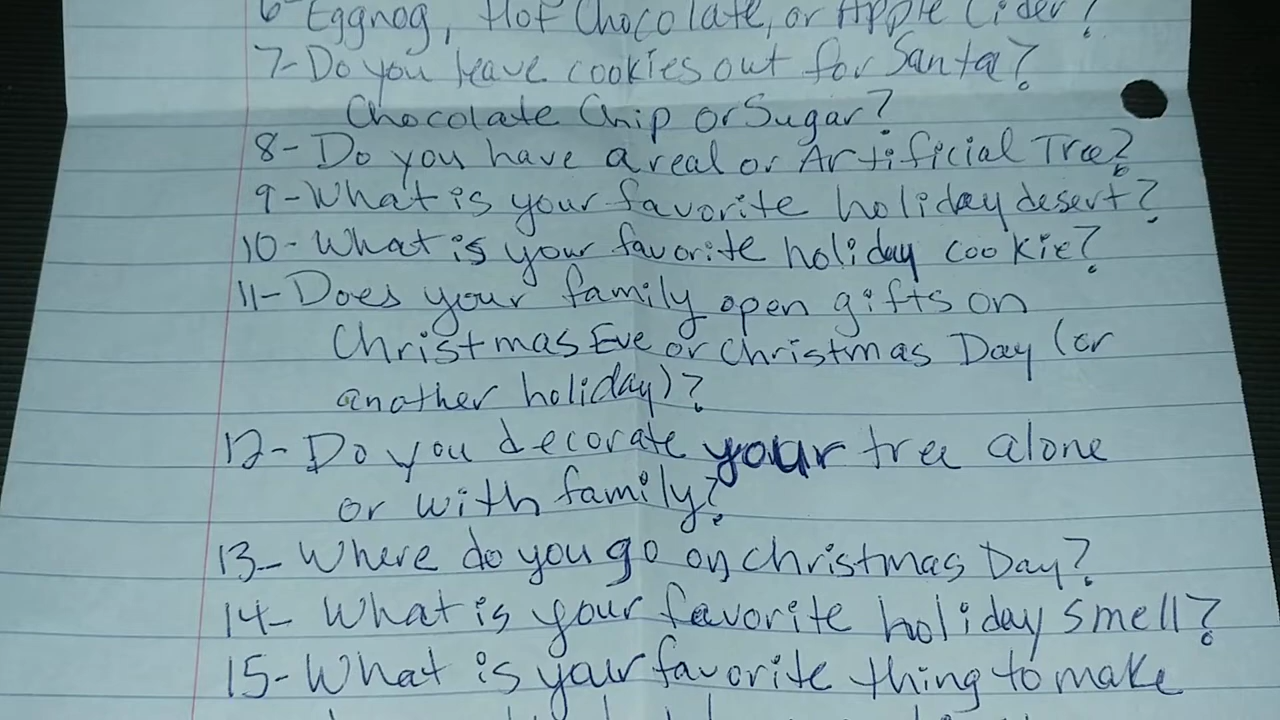 6-Eggnog, Hot Chocolate, or Apple Cider?
7-Do you leave cookies out for Santa?
Chocolate Chip or Sugar?
8-Do you have a real or Artificial Tree?
9-What is your favorite holiday desert?
10-What is your favorite holiday cookie?
11-Does your family open gifts on
Christmas Eve or Christmas Day (or
another holiday)?
12-Do you decorate your tree alone
or with family?
13-Where do you go on Christmas Day?
14-What is your favorite holiday smell?
15-What is your favorite thing to make